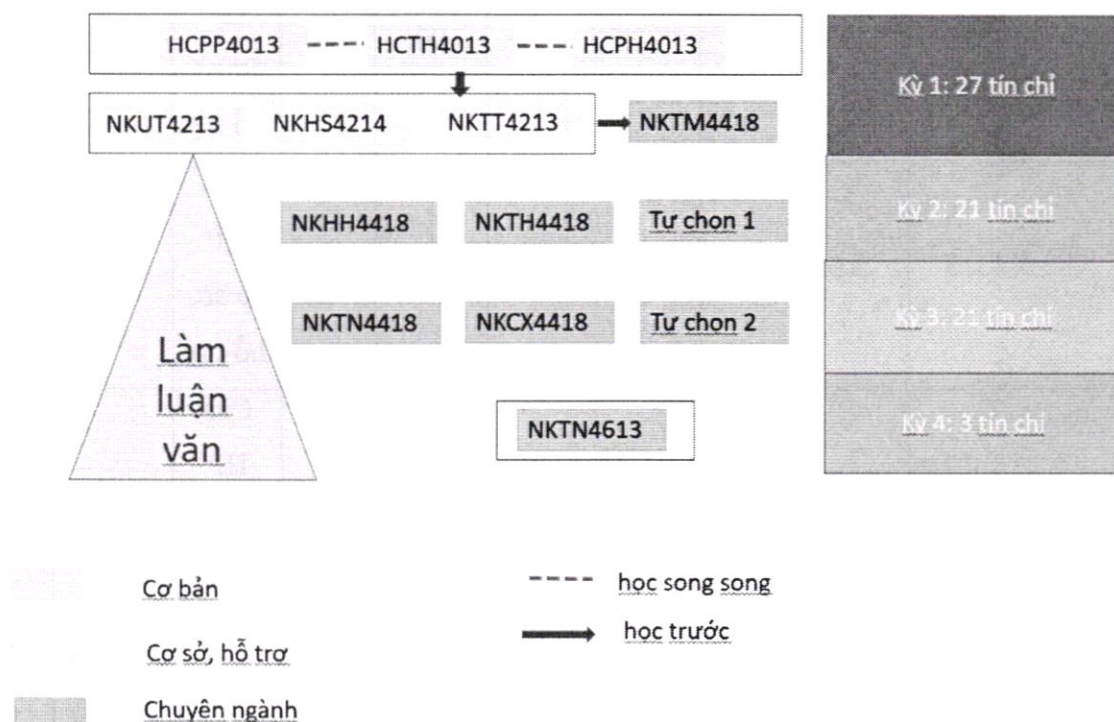 HCPP4013 ---- HCTH4013 ---- HCPH4013
Kỳ 1: 27 tín chỉ
NKUT4213 NKHS4214 NKTT4213 NKTM4418
NKHH4418 NKTH4418 Tự chọn 1
Kỳ 2: 21 tín chỉ
NKTN4418 NKCX4418 Tự chọn 2
Kỳ 3: 21 tín chỉ
Làm
luận
văn
NKTN4613
Kỳ 4: 3 tín chỉ
Cơ bản
học song song
Cơ sở, hỗ trợ
học trước
Chuyên ngành